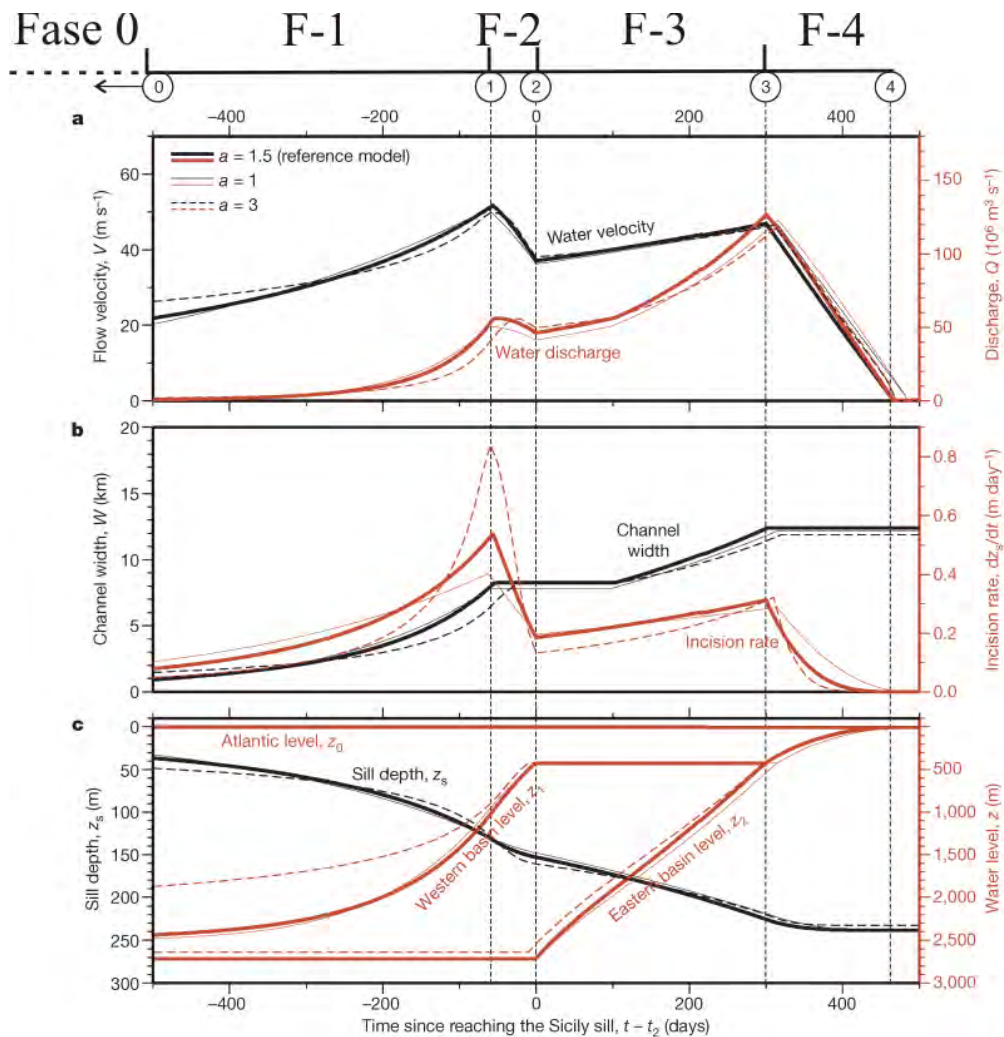 Fase 0 F-1 F-2 F-3 F-4
0 1 2 3 4
a
−400 −200 0 200 400
a = 1.5 (reference model)
a = 1
a = 3
Water velocity
Water discharge
Flow velocity, V (m s⁻¹)
0 20 40 60
Discharge, Q (10⁶ m³ s⁻¹)
0 50 100 150
b
Channel width
Incision rate
Channel width, W (km)
0 5 10 15 20
Incision rate, dzₛ/dt (m day⁻¹)
0.0 0.2 0.4 0.6 0.8
c
Atlantic level, z₀
Sill depth, zₛ
Western basin level, z₁
Eastern basin level, z₂
Sill depth, zₛ (m)
0 50 100 150 200 250 300
Water level, z (m)
0 500 1,000 1,500 2,000 2,500 3,000
−400 −200 0 200 400
Time since reaching the Sicily sill, t − t₂ (days)